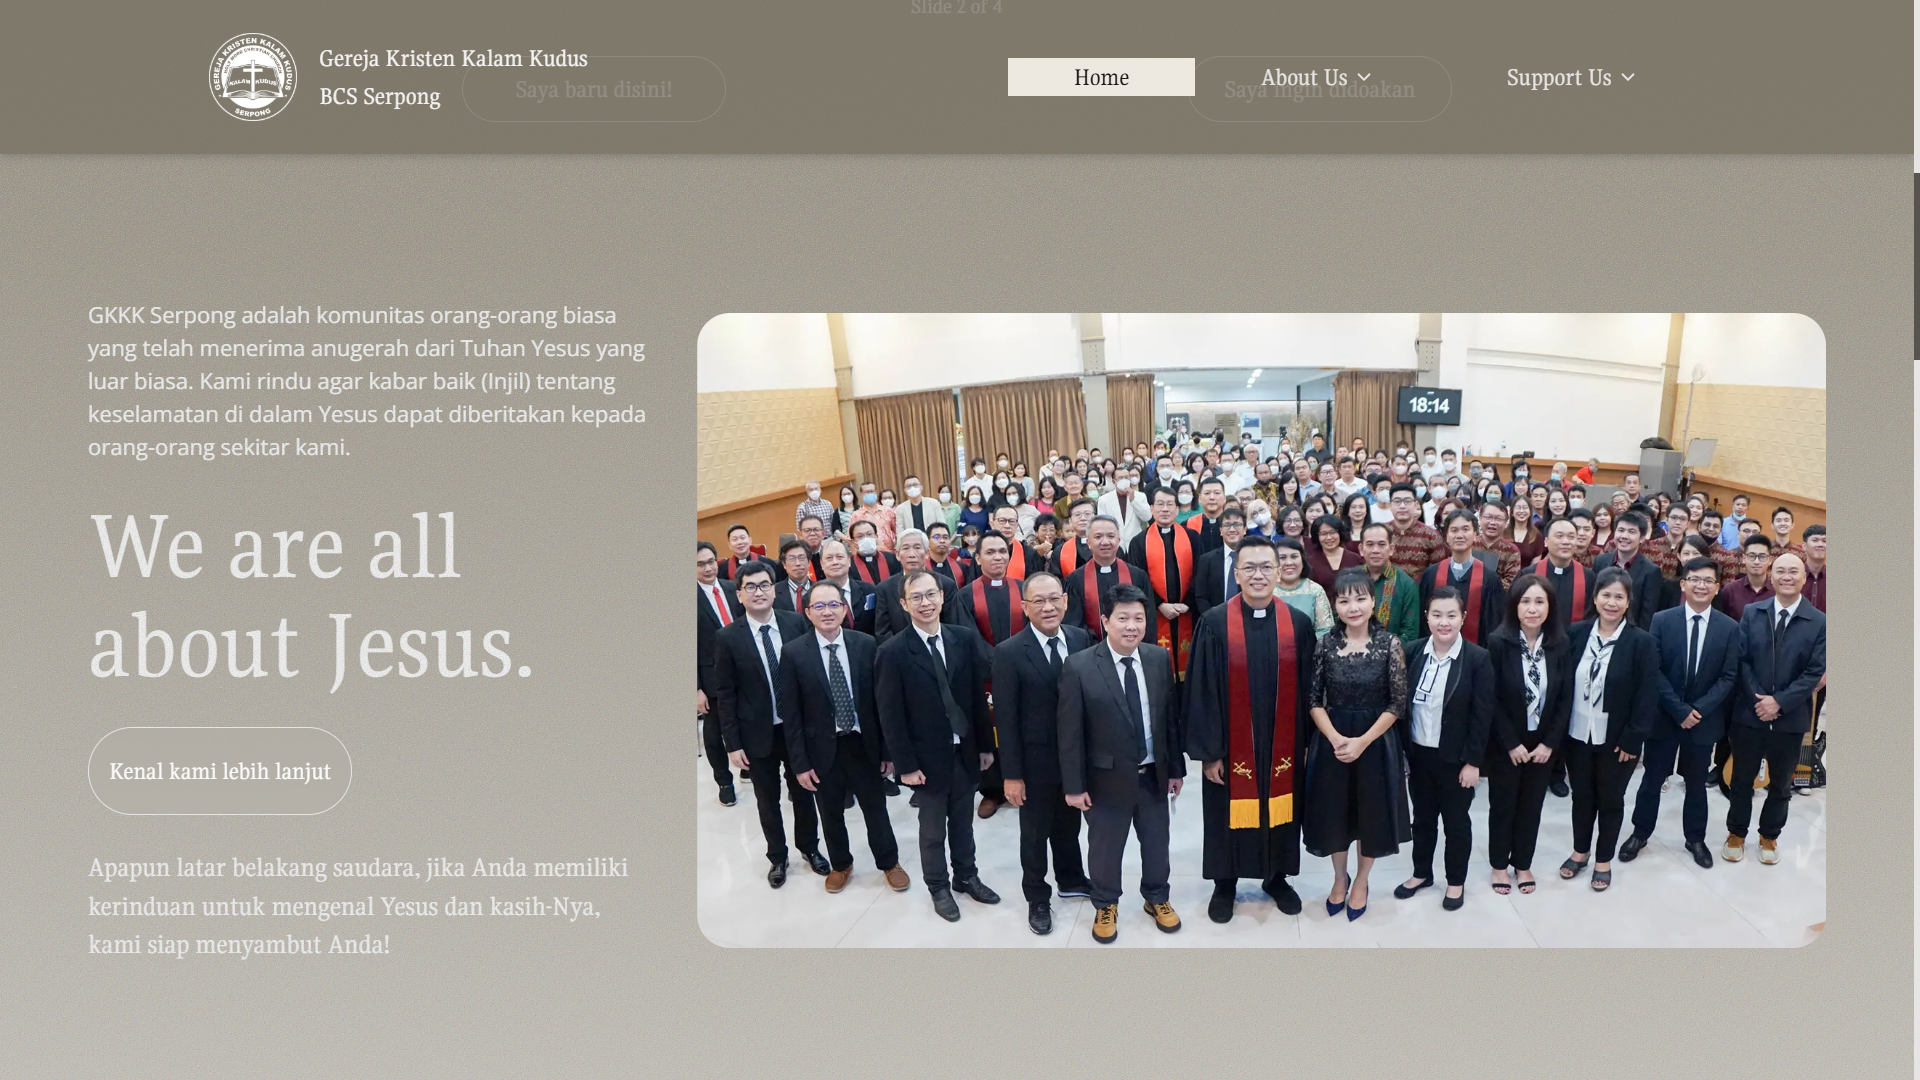 Slide 2 of 4
GEREJA KRISTEN KALAM KUDUS
KALAM KUDUS
SERPONG
Gereja Kristen Kalam Kudus
BCS Serpong
Saya baru disini!
Home
About Us
Saya ingin didoakan
Support Us
GKKK Serpong adalah komunitas orang-orang biasa
yang telah menerima anugerah dari Tuhan Yesus yang
luar biasa. Kami rindu agar kabar baik (Injil) tentang
keselamatan di dalam Yesus dapat diberitakan kepada
orang-orang sekitar kami.
18:14
We are all
about Jesus.
Kenal kami lebih lanjut
Apapun latar belakang saudara, jika Anda memiliki
kerinduan untuk mengenal Yesus dan kasih-Nya,
kami siap menyambut Anda!